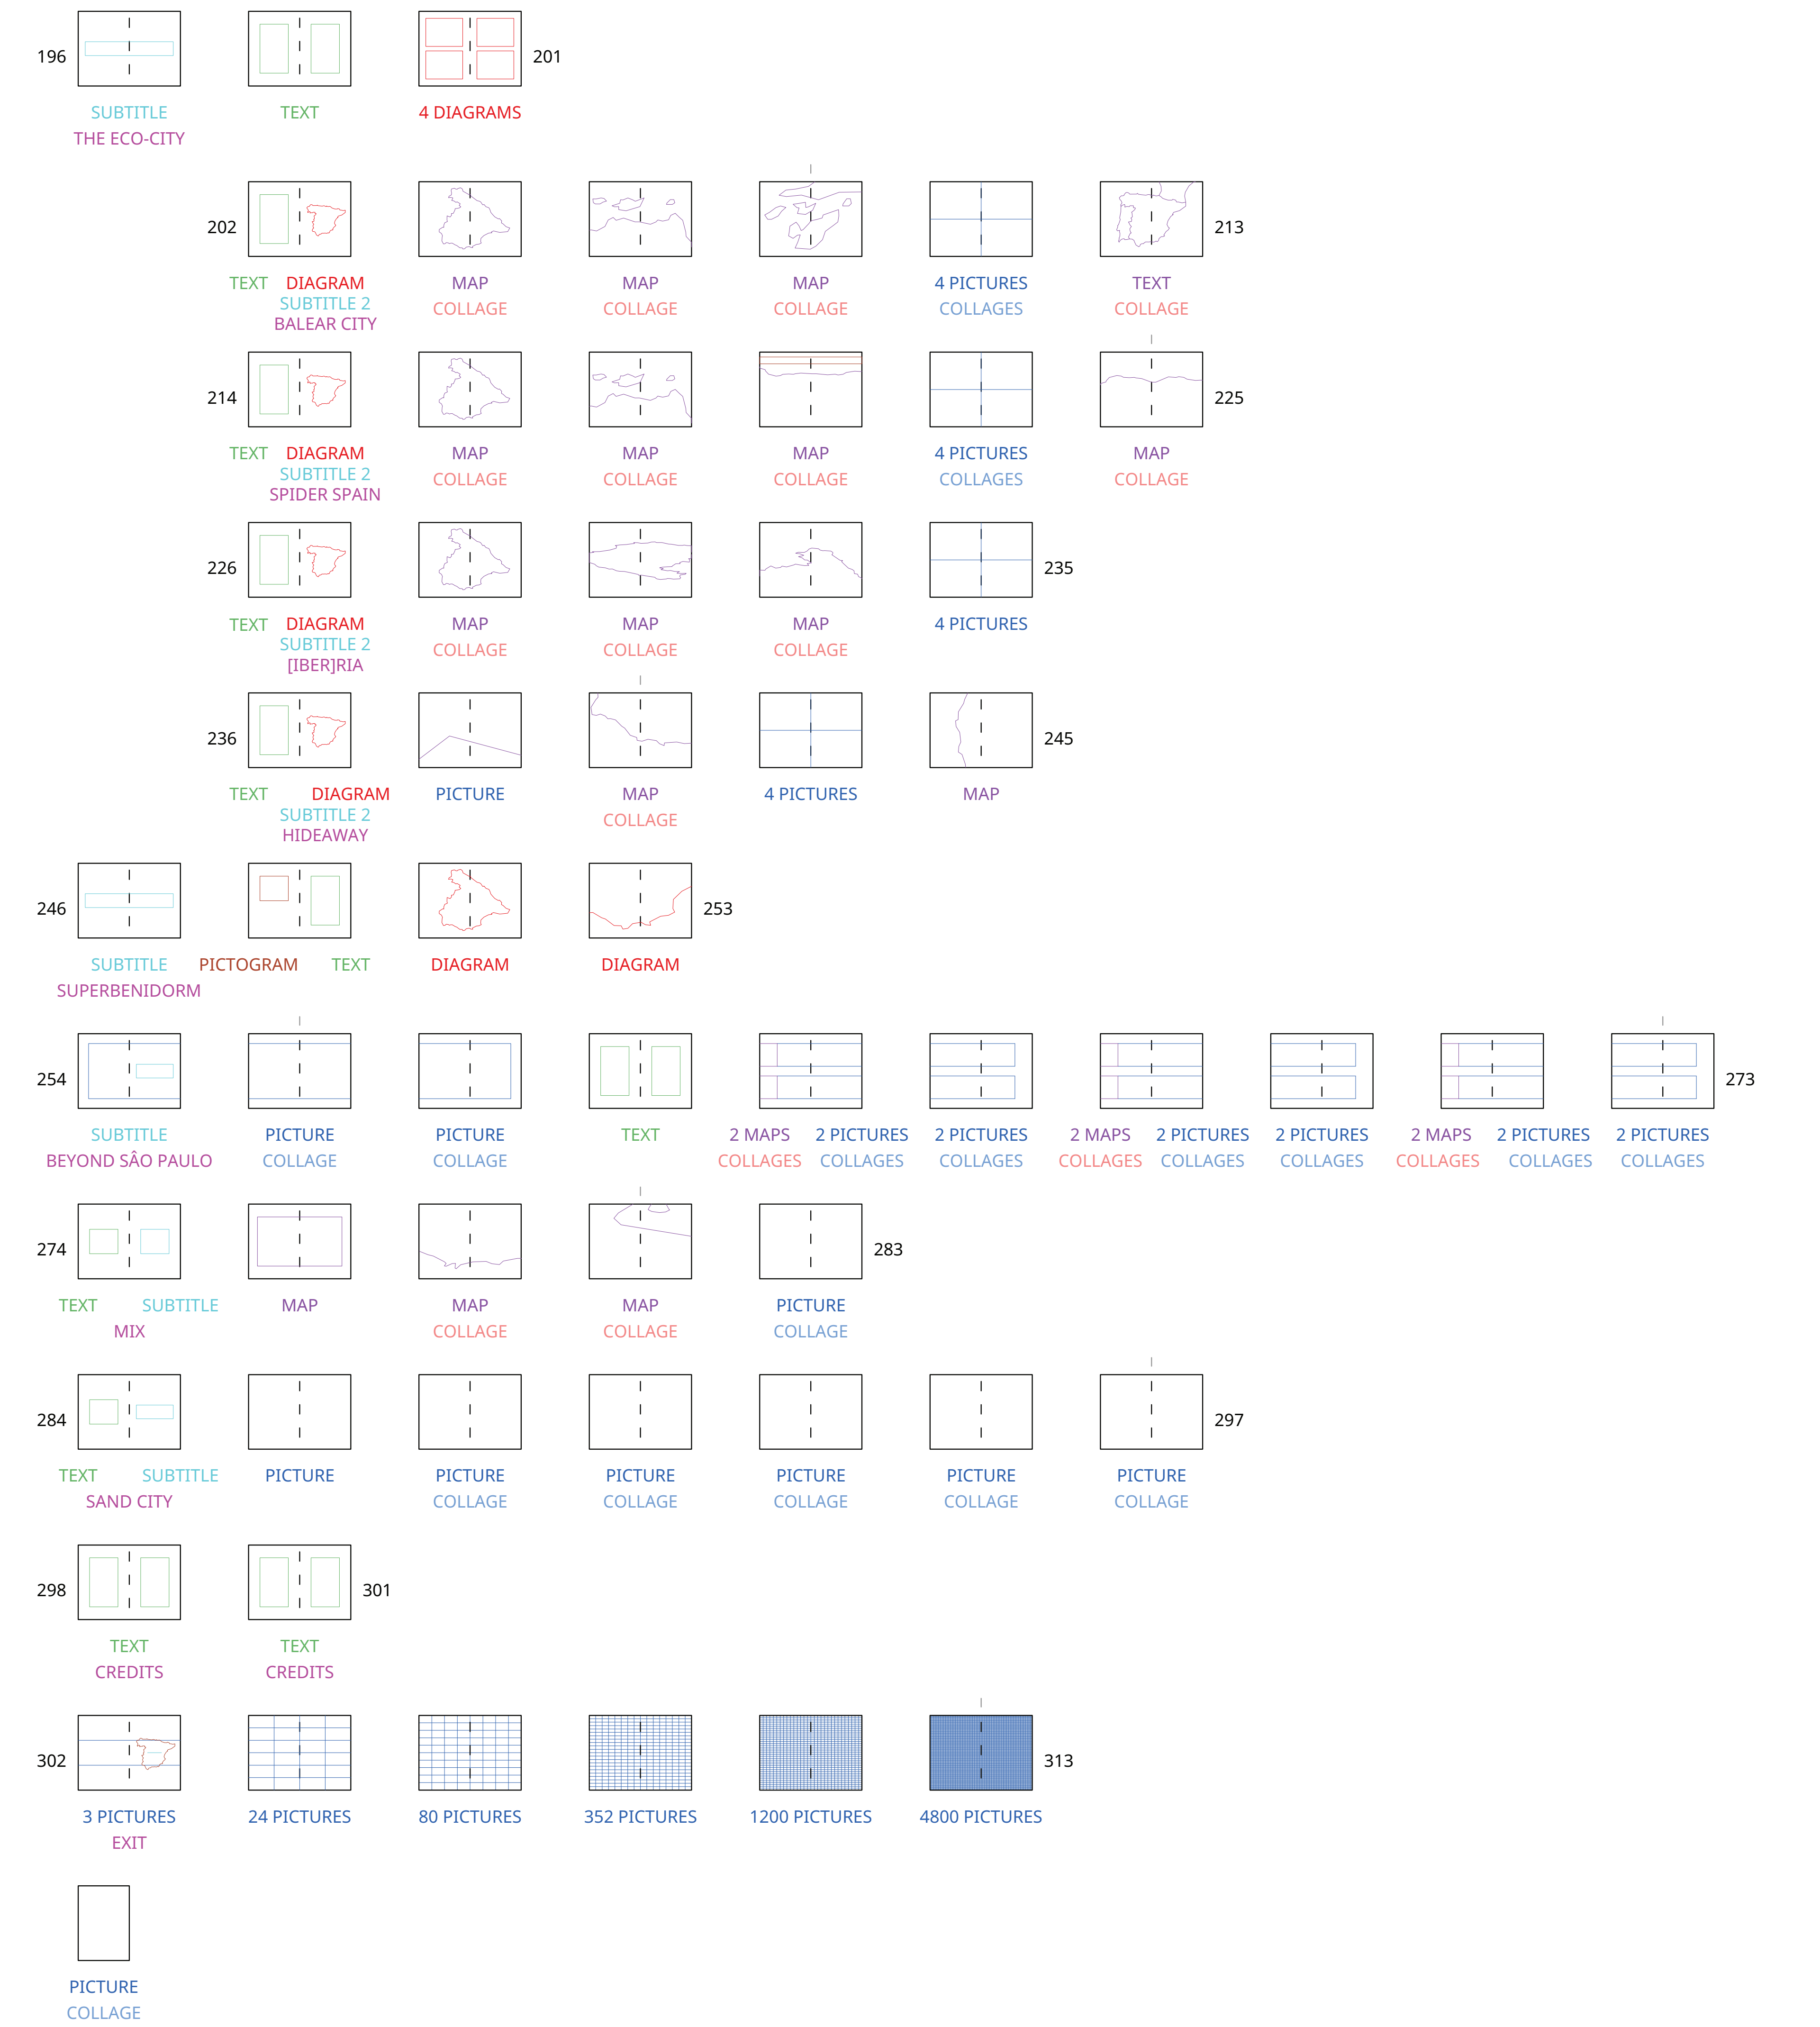 196 201
SUBTITLE TEXT 4 DIAGRAMS
THE ECO-CITY
202 213
TEXT DIAGRAM MAP MAP MAP 4 PICTURES TEXT
SUBTITLE 2
COLLAGE COLLAGE COLLAGE COLLAGES COLLAGE
BALEAR CITY
214 225
TEXT DIAGRAM MAP MAP MAP 4 PICTURES MAP
SUBTITLE 2
COLLAGE COLLAGE COLLAGE COLLAGES COLLAGE
SPIDER SPAIN
226 235
TEXT DIAGRAM MAP MAP MAP 4 PICTURES
SUBTITLE 2
COLLAGE COLLAGE COLLAGE
[IBER]RIA
236 245
TEXT DIAGRAM PICTURE MAP 4 PICTURES MAP
SUBTITLE 2
COLLAGE
HIDEAWAY
246 253
SUBTITLE PICTOGRAM TEXT DIAGRAM DIAGRAM
SUPERBENIDORM
254 273
SUBTITLE PICTURE PICTURE TEXT 2 MAPS 2 PICTURES 2 PICTURES 2 MAPS 2 PICTURES 2 PICTURES 2 MAPS 2 PICTURES 2 PICTURES
BEYOND SÂO PAULO COLLAGE COLLAGE COLLAGES COLLAGES COLLAGES COLLAGES COLLAGES COLLAGES COLLAGES COLLAGES COLLAGES
274 283
TEXT SUBTITLE MAP MAP MAP PICTURE
MIX COLLAGE COLLAGE COLLAGE
284 297
TEXT SUBTITLE PICTURE PICTURE PICTURE PICTURE PICTURE PICTURE
SAND CITY COLLAGE COLLAGE COLLAGE COLLAGE COLLAGE
298 301
TEXT TEXT
CREDITS CREDITS
302 313
3 PICTURES 24 PICTURES 80 PICTURES 352 PICTURES 1200 PICTURES 4800 PICTURES
EXIT
PICTURE
COLLAGE